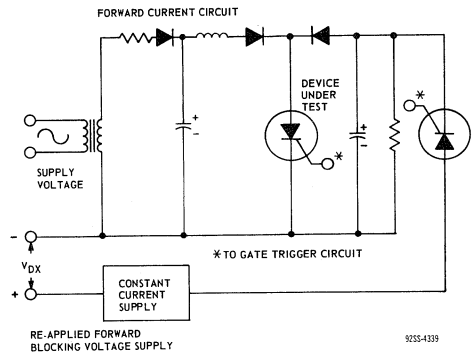 FORWARD CURRENT CIRCUIT
DEVICE
UNDER
TEST
*
*
+
-
+
-
SUPPLY
VOLTAGE
-
VDX
+
* TO GATE TRIGGER CIRCUIT
CONSTANT
CURRENT
SUPPLY
RE-APPLIED FORWARD
BLOCKING VOLTAGE SUPPLY
92SS-4339